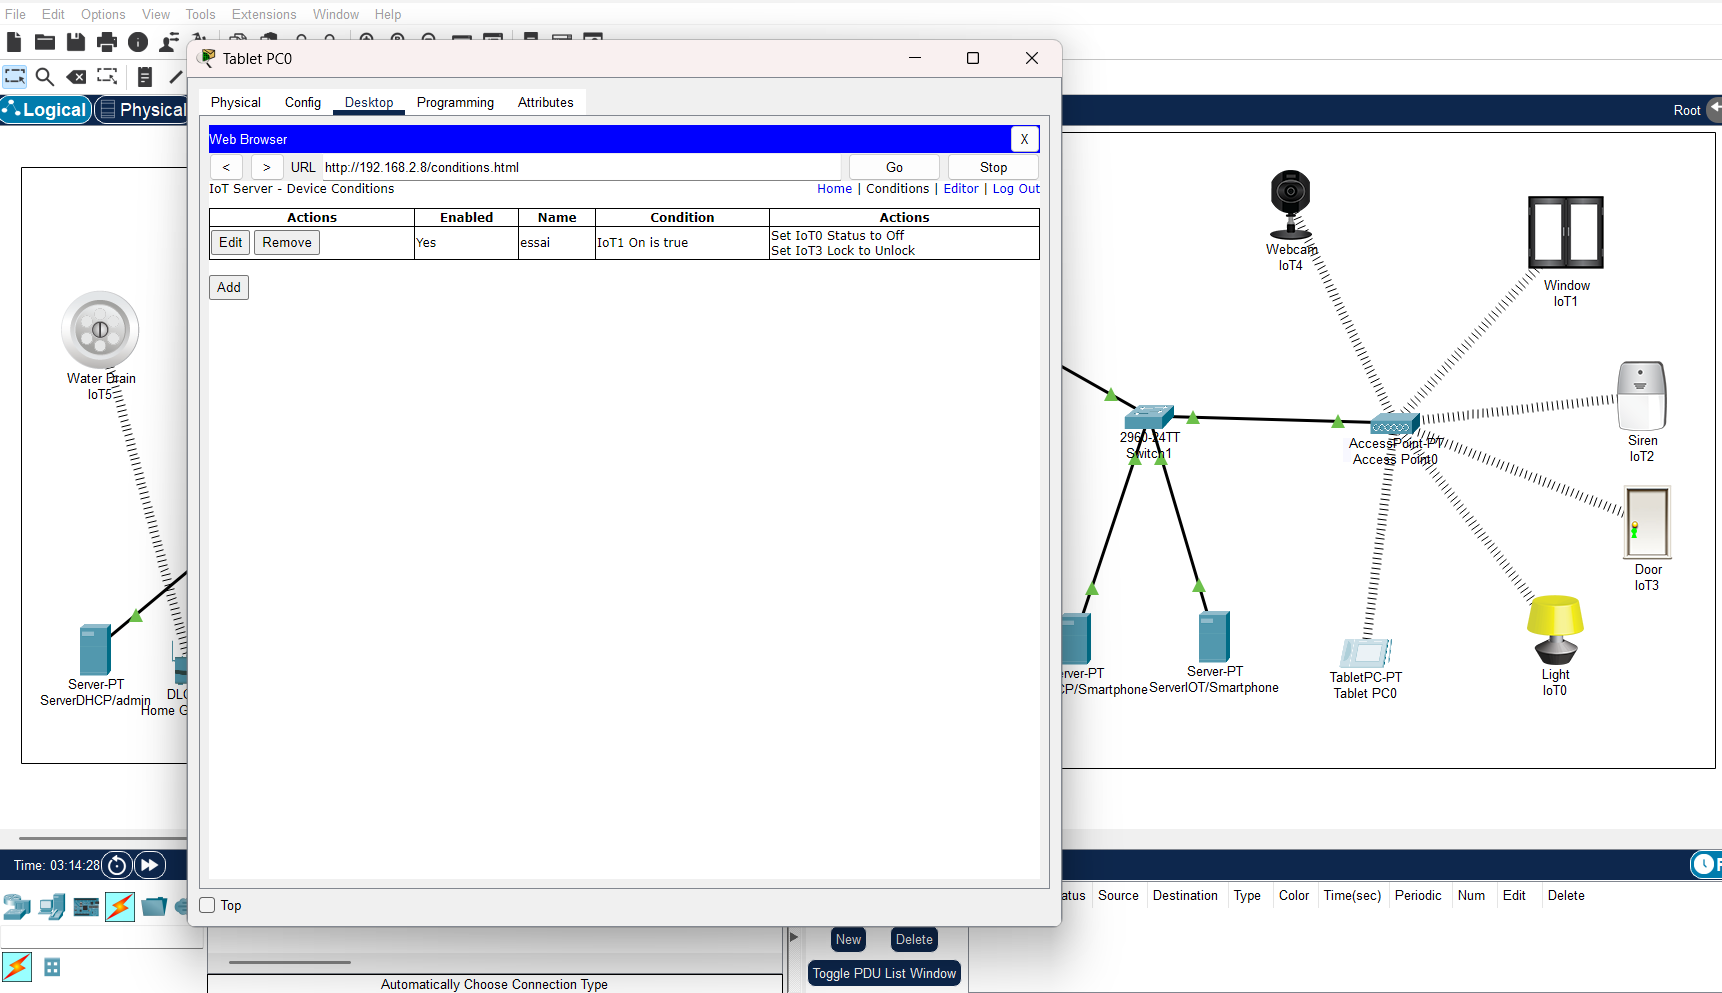 File Edit Options View Tools Extensions Window Help
Tablet PC0
Logical
Physical
Root
Physical Config Desktop Programming Attributes
Web Browser
X
< > URL http://192.168.2.8/conditions.html Go Stop
IoT Server - Device Conditions
Home | Conditions | Editor | Log Out
Actions Enabled Name Condition Actions
Edit Remove Yes essai IoT1 On is true Set IoT0 Status to Off
Set IoT3 Lock to Unlock
Add
Water Drain
IoT5
Server-PT
ServerDHCP/admin
DLC
Home G
Webcam
IoT4
Window
IoT1
2960-24TT
Switch1
AccessPoint-PT
Access Point0
Siren
IoT2
Door
IoT3
Light
IoT0
TabletPC-PT
Tablet PC0
Server-PT
ServerIOT/Smartphone
rver-PT
CP/Smartphone
Time: 03:14:28
Top
atus Source Destination Type Color Time(sec) Periodic Num Edit Delete
New Delete
Toggle PDU List Window
Automatically Choose Connection Type